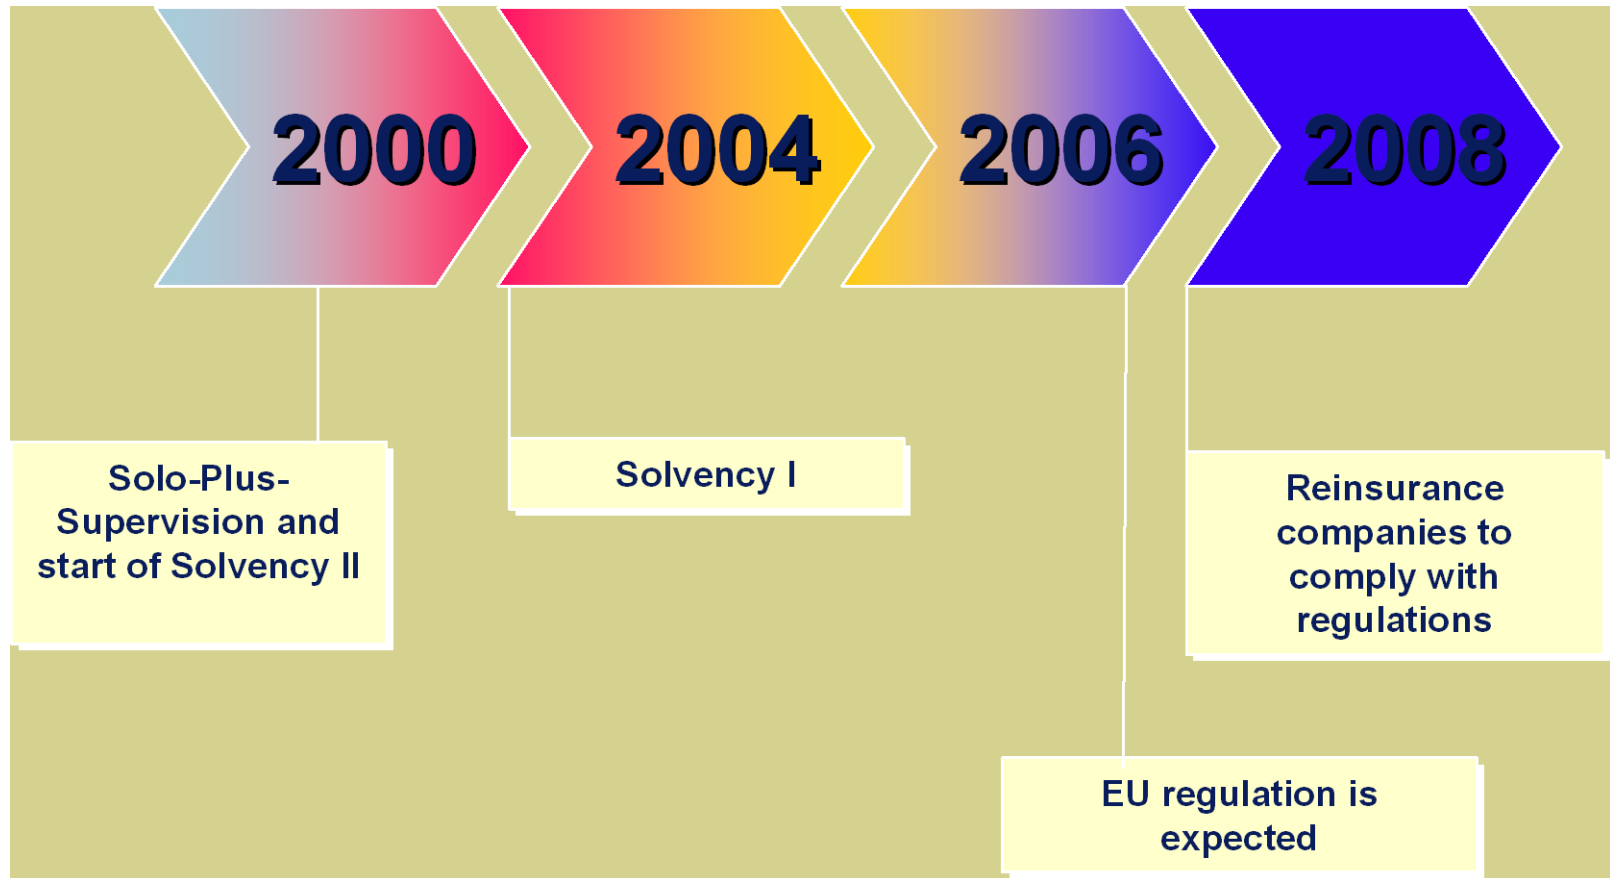 2000
2004
2006
2008
Solo-Plus-
Supervision and
start of Solvency II
Solvency I
Reinsurance
companies to
comply with
regulations
EU regulation is
expected